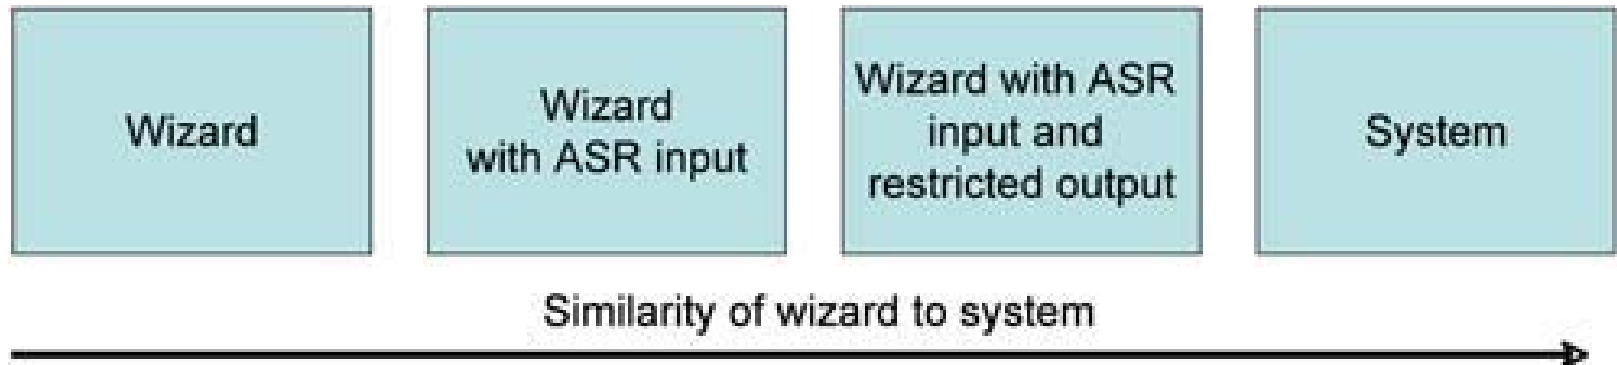 Wizard
Wizard
with ASR input
Wizard with ASR
input and
restricted output
System
Similarity of wizard to system